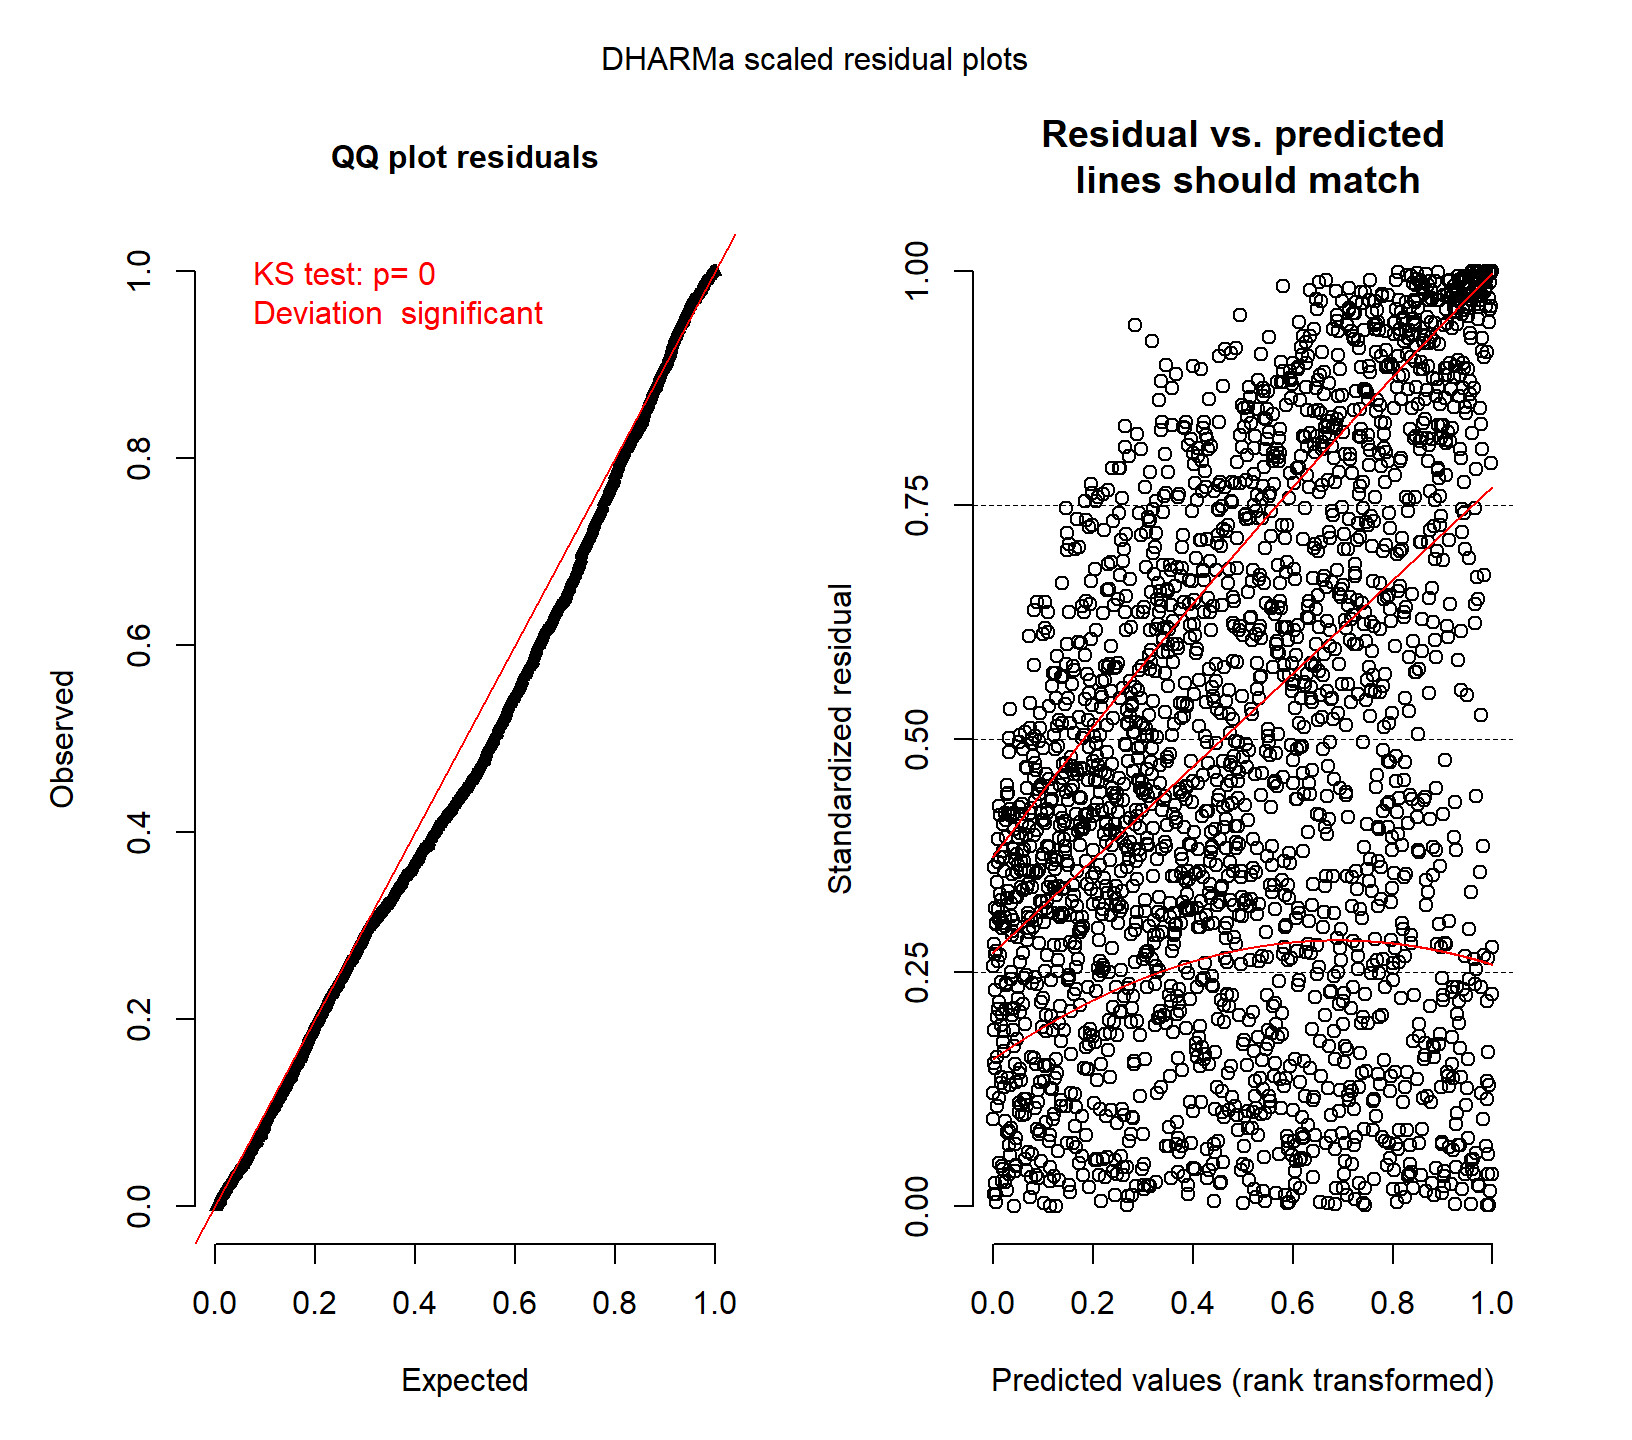 DHARMa scaled residual plots
QQ plot residuals
KS test: p= 0
Deviation  significant
Observed
0.0
0.2
0.4
0.6
0.8
1.0
0.0 0.2 0.4 0.6 0.8 1.0
Expected
Residual vs. predicted
lines should match
Standardized residual
0.00
0.25
0.50
0.75
1.00
0.0 0.2 0.4 0.6 0.8 1.0
Predicted values (rank transformed)